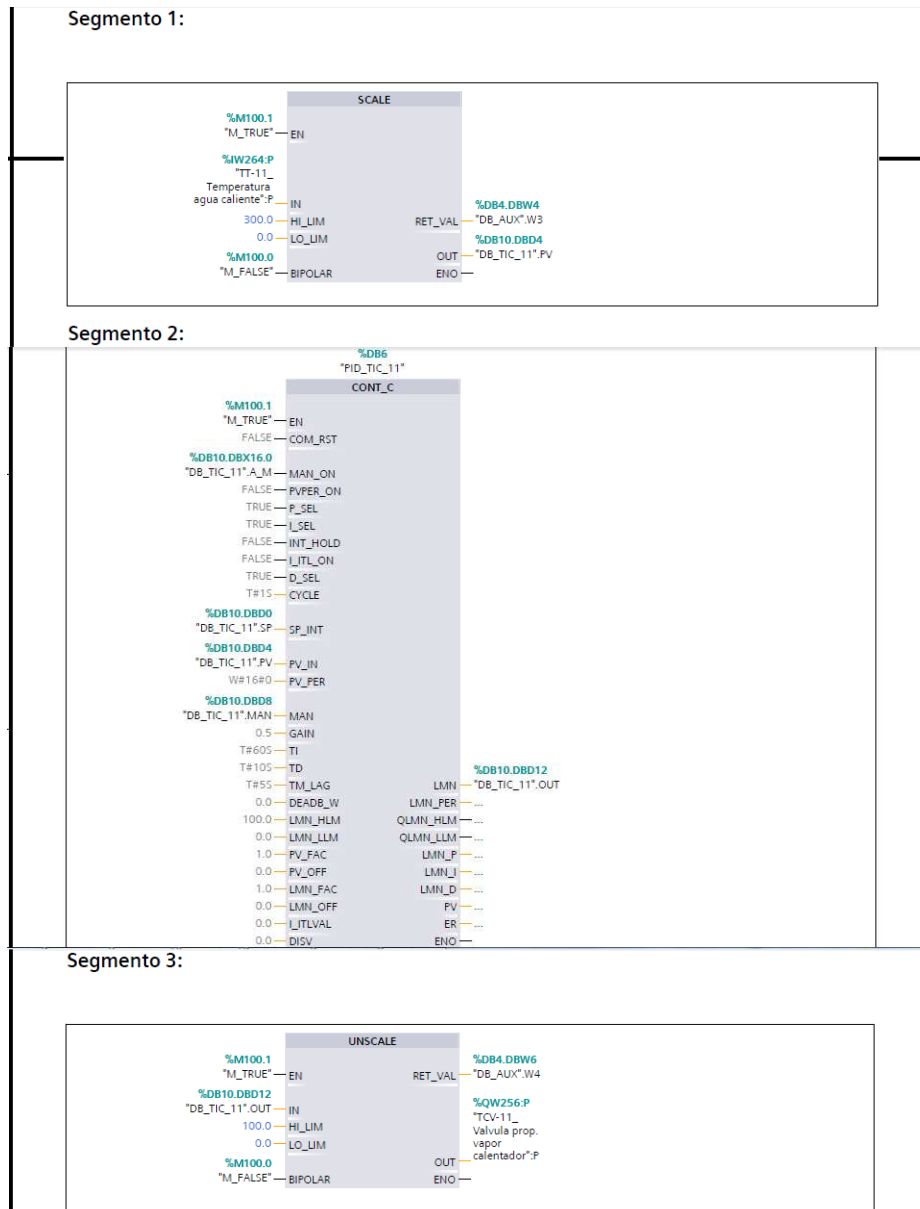 Segmento 1:
SCALE
%M100.1
"M_TRUE" EN
%IW264:P
"TT-11_
Temperatura
agua caliente":P IN
%DB4.DBW4
300.0 HI_LIM RET_VAL "DB_AUX".W3
0.0 LO_LIM %DB10.DBD4
%M100.0 OUT "DB_TIC_11".PV
"M_FALSE" BIPOLAR ENO
Segmento 2:
%DB6
"PID_TIC_11"
CONT_C
%M100.1
"M_TRUE" EN
FALSE COM_RST
%DB10.DBX16.0
"DB_TIC_11".A_M MAN_ON
FALSE PVPER_ON
TRUE P_SEL
TRUE I_SEL
FALSE INT_HOLD
FALSE I_ITL_ON
TRUE D_SEL
T#1S CYCLE
%DB10.DBD0
"DB_TIC_11".SP SP_INT
%DB10.DBD4
"DB_TIC_11".PV PV_IN
W#16#0 PV_PER
%DB10.DBD8
"DB_TIC_11".MAN MAN
0.5 GAIN
T#60S TI
T#10S TD %DB10.DBD12
T#5S TM_LAG LMN "DB_TIC_11".OUT
0.0 DEADB_W LMN_PER ...
100.0 LMN_HLM QLMN_HLM ...
0.0 LMN_LLM QLMN_LLM ...
1.0 PV_FAC LMN_P ...
0.0 PV_OFF LMN_I ...
1.0 LMN_FAC LMN_D ...
0.0 LMN_OFF PV ...
0.0 I_ITLVAL ER ...
0.0 DISV ENO
Segmento 3:
UNSCALE
%M100.1 %DB4.DBW6
"M_TRUE" EN RET_VAL "DB_AUX".W4
%DB10.DBD12 %QW256:P
"DB_TIC_11".OUT IN "TCV-11_
100.0 HI_LIM Valvula prop.
0.0 LO_LIM vapor
%M100.0 OUT calentador":P
"M_FALSE" BIPOLAR ENO